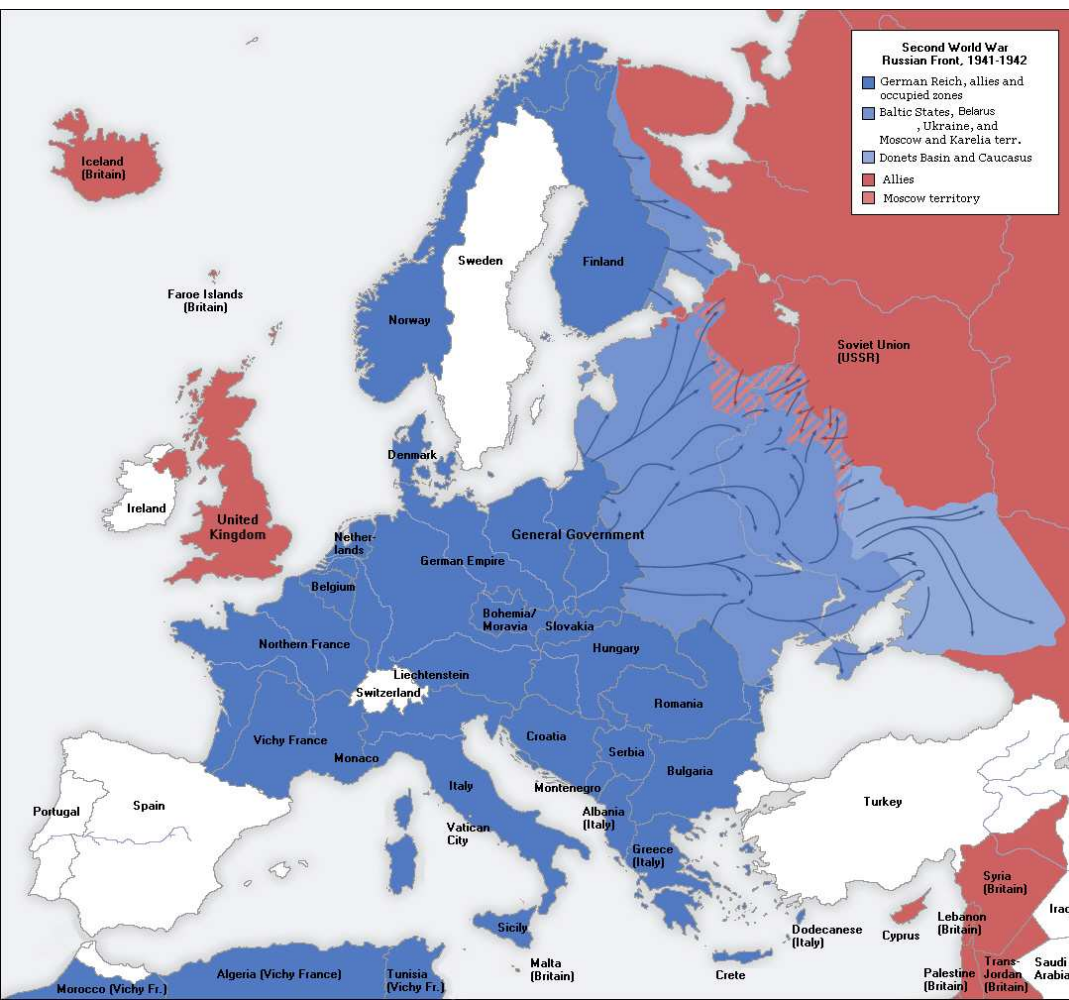 Second World War
Russian Front, 1941-1942
German Reich, allies and
occupied zones
Baltic States, Belarus
, Ukraine, and
Moscow and Karelia terr.
Donets Basin and Caucasus
Allies
Moscow territory
Iceland
(Britain)
Faroe Islands
(Britain)
Sweden
Finland
Norway
Soviet Union
(USSR)
Denmark
Ireland
United
Kingdom
Nether-
lands
General Government
German Empire
Belgium
Bohemia/
Moravia
Slovakia
Northern France
Hungary
Liechtenstein
Switzerland
Romania
Vichy France
Croatia
Monaco
Serbia
Bulgaria
Italy
Montenegro
Portugal
Spain
Turkey
Albania
(Italy)
Vatican
City
Greece
(Italy)
Syria
(Britain)
Iraq
Sicily
Dodecanese
(Italy)
Cyprus
Lebanon
(Britain)
Malta
(Britain)
Crete
Algeria (Vichy France)
Tunisia
(Vichy Fr.)
Morocco (Vichy Fr.)
Palestine
(Britain)
Trans-
Jordan
(Britain)
Saudi
Arabia